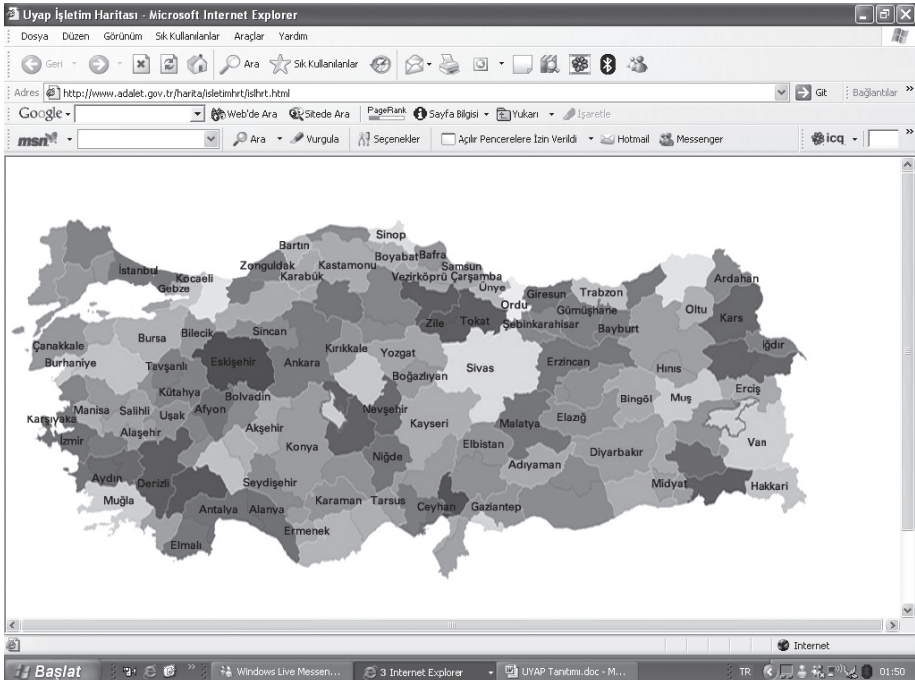 Uyap İşletim Haritası - Microsoft Internet Explorer
Dosya Düzen Görünüm Sık Kullanılanlar Araçlar Yardım
Geri Ara Sık Kullanılanlar
Adres http://www.adalet.gov.tr/harita/isletimhrt/islhrt.html Git Bağlantılar »
Google Web'de Ara Sitede Ara PageRank Sayfa Bilgisi Yukarı İşaretle
msn Ara Vurgula Seçenekler Açılır Pencerelere İzin Verildi Hotmail Messenger icq »
Sinop
Bartın
Boyabat Bafra
İstanbul Zonguldak Kastamonu Samsun
Kocaeli Karabük Vezirköprü Çarşamba Ardahan
Gebze Ünye Giresun Trabzon
Ordu Gümüşhane Oltu Kars
Zile Tokat Şebinkarahisar Bayburt
Bursa Bilecik Sincan
Çanakkale Kırıkkale Iğdır
Burhaniye Tavşanlı Eskişehir Ankara Yozgat Sivas Erzincan Hınıs
Boğazlıyan
Kütahya Bolvadin Bingöl Muş Erciş
Karşıyaka Manisa Salihli Uşak Afyon Nevşehir Elazığ
Alaşehir Akşehir Kayseri Malatya
İzmir Konya Elbistan Diyarbakır Van
Niğde Adıyaman
Aydın Denizli Seydişehir Midyat Hakkari
Muğla Antalya Alanya Karaman Tarsus Ceyhan Gaziantep
Ermenek
Elmalı
Internet
Başlat » Windows Live Messen... 3 Internet Explorer UYAP Tanıtımı.doc - M... TR 01:50